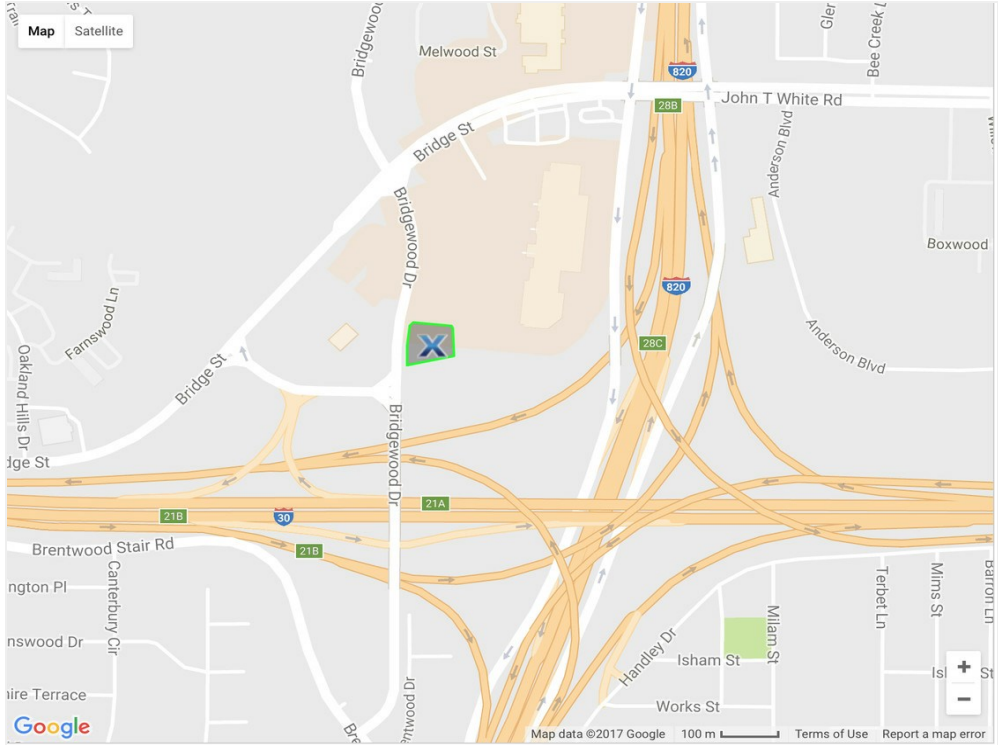 Map
Satellite
Bridgewoo
Melwood St
Gler
Bee Creek L
820
28B
John T White Rd
Bridge St
Anderson Blvd
Bridgewood Dr
Boxwood
820
Farnswood Ln
28C
Anderson Blvd
Oakland Hills Dr
X
Bridge St
Bridgewood Dr
dge St
21A
21B
30
21B
Brentwood Stair Rd
ngton Pl
Canterbury Cir
Terbet Ln
Mims St
Barron Ln
nswood Dr
Milam St
Handley Dr
Isham St
Isl
St
ire Terrace
ntwood Dr
Works St
+
−
Google
Bre
Map data ©2017 Google
100 m
Terms of Use
Report a map error